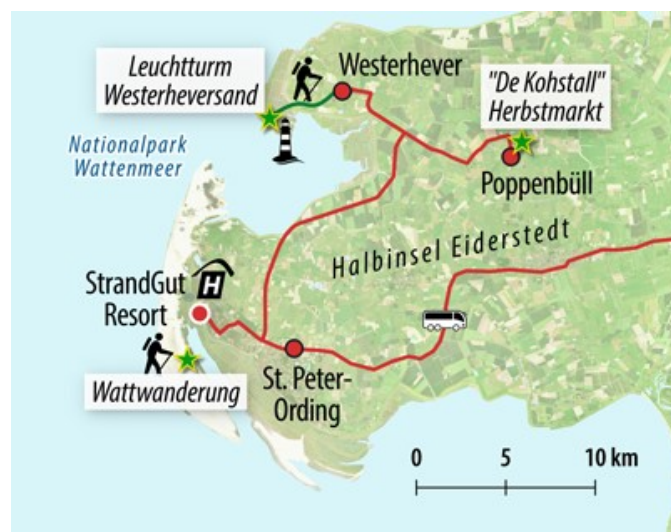 Leuchtturm
Westerheversand
Westerhever
"De Kohstall"
Herbstmarkt
Nationalpark
Wattenmeer
Poppenbüll
Halbinsel Eiderstedt
StrandGut
Resort
H
Wattwanderung
St. Peter-
Ording
0 5 10 km